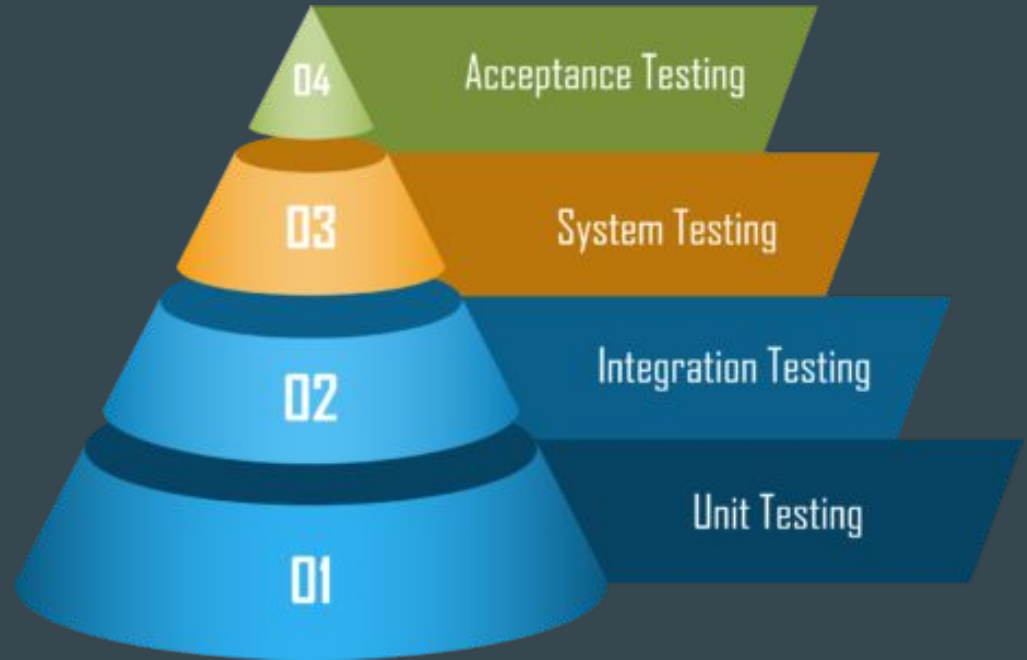 04 Acceptance Testing
03 System Testing
02 Integration Testing
01 Unit Testing